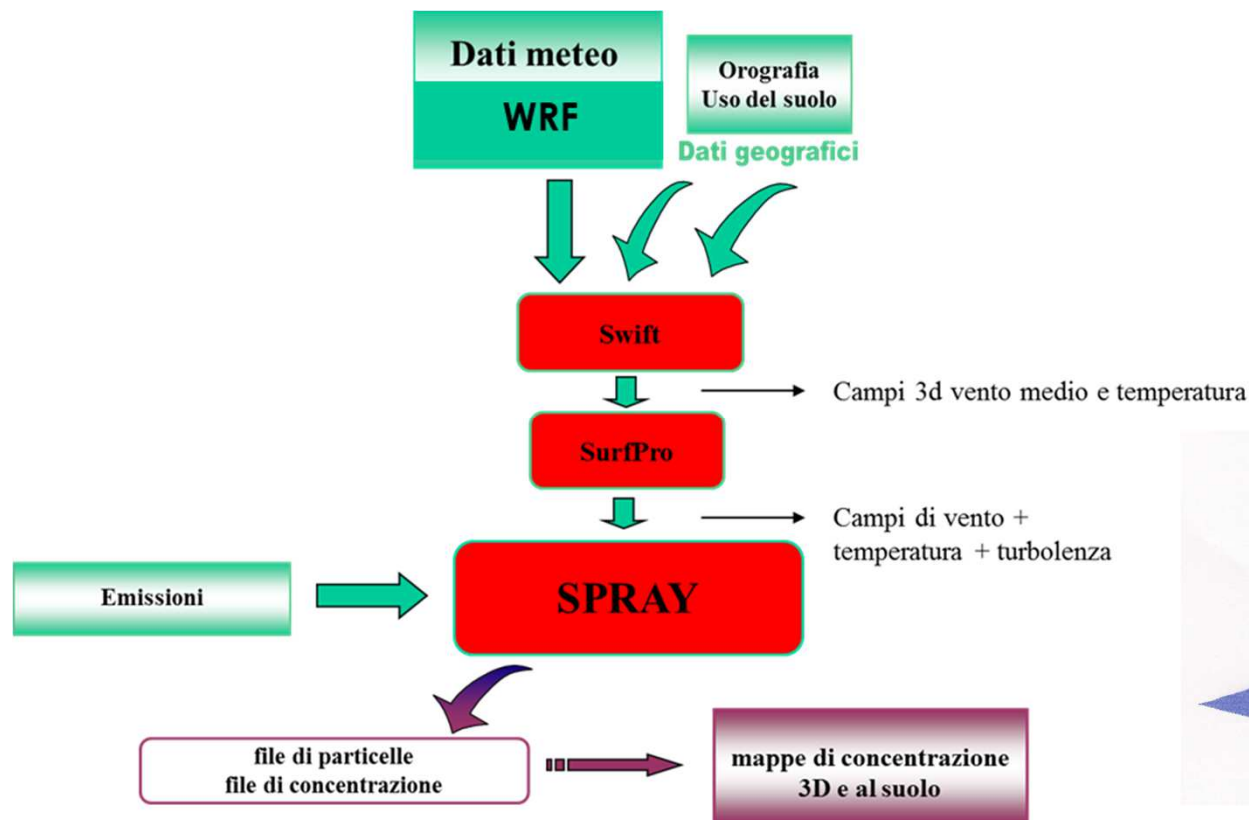 Dati meteo
WRF
Orografia
Uso del suolo
Dati geografici
Swift
Campi 3d vento medio e temperatura
SurfPro
Campi di vento +
temperatura + turbolenza
Emissioni
SPRAY
file di particelle
file di concentrazione
mappe di concentrazione
3D e al suolo